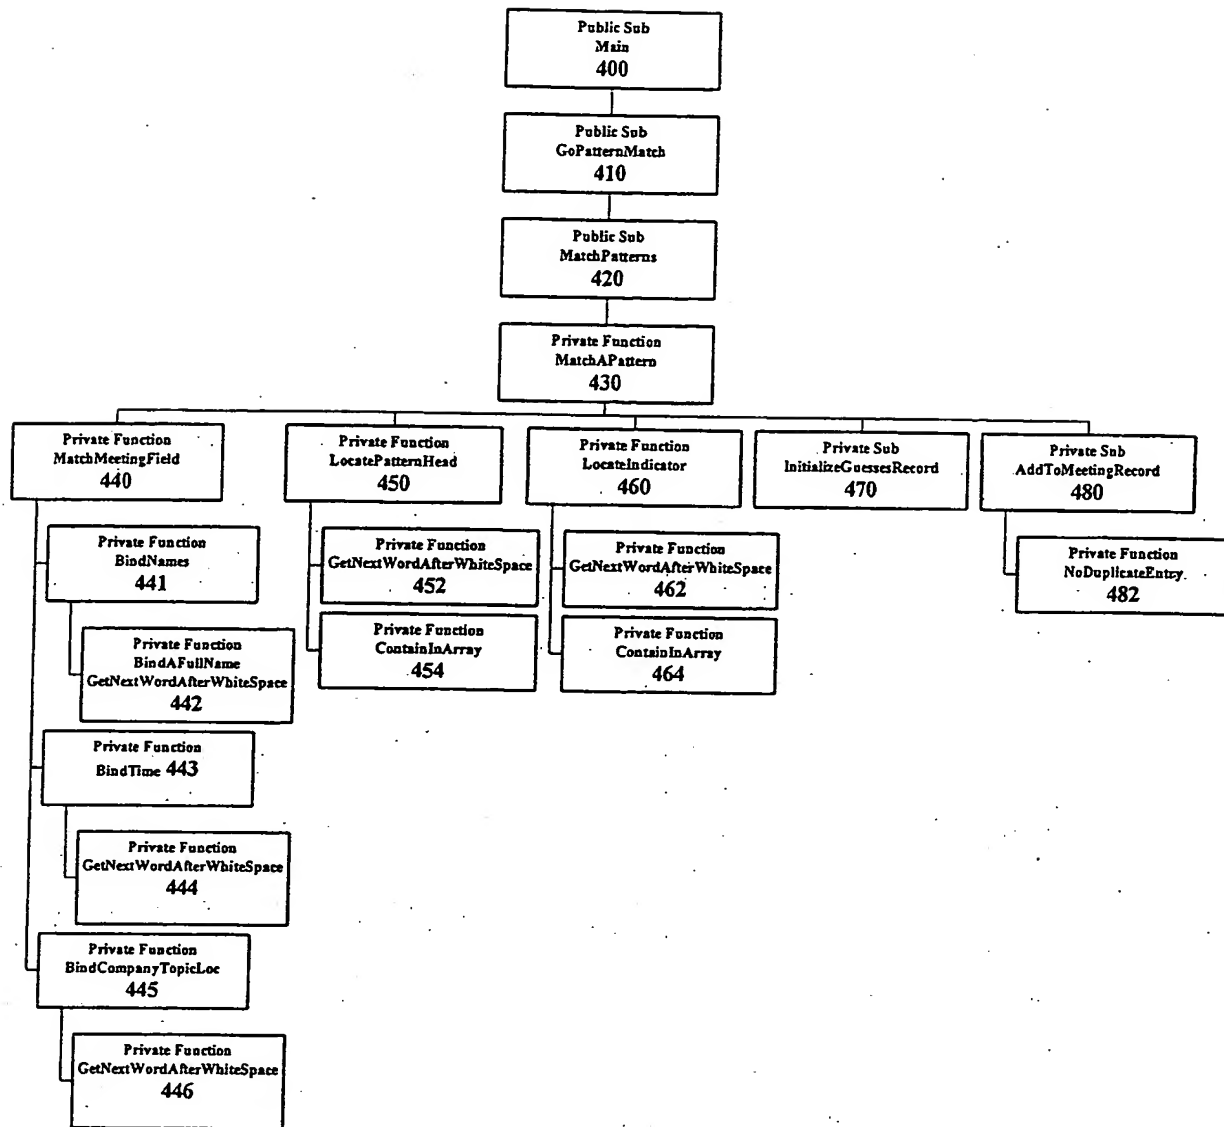 Public Sub
Main
400
Public Sub
GoPatternMatch
410
Public Sub
MatchPatterns
420
Private Function
MatchAPattern
430
Private Function
MatchMeetingField
440
Private Function
LocatePatternHead
450
Private Function
LocateIndicator
460
Private Sub
InitializeGuessesRecord
470
Private Sub
AddToMeetingRecord
480
Private Function
BindNames
441
Private Function
GetNextWordAfterWhiteSpace
452
Private Function
GetNextWordAfterWhiteSpace
462
Private Function
NoDuplicateEntry
482
Private Function
BindAFullName
GetNextWordAfterWhiteSpace
442
Private Function
ContainInArray
454
Private Function
ContainInArray
464
Private Function
BindTime 443
Private Function
GetNextWordAfterWhiteSpace
444
Private Function
BindCompanyTopicLoc
445
Private Function
GetNextWordAfterWhiteSpace
446